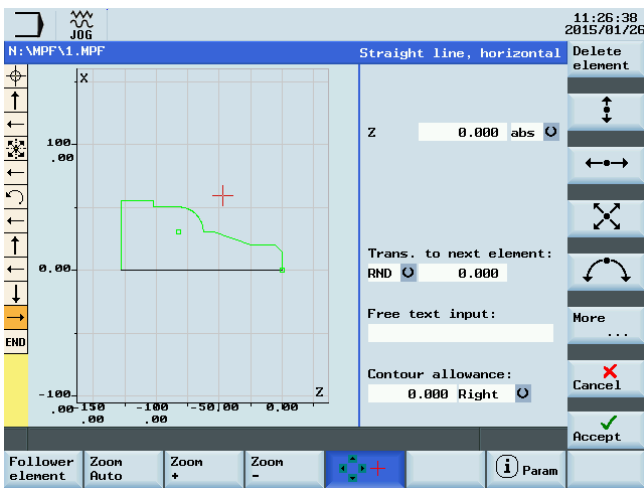 JOG
11:26:38
2015/01/26
N:\MPF\1.MPF
Straight line, horizontal
Delete
element
X
100
.00
0.00
-100
.00
-150
.00
-100
.00
-50.00
0.00
Z
Z 0.000 abs
Trans. to next element:
RND 0.000
Free text input:
Contour allowance:
0.000 Right
END
More
...
Cancel
Accept
Follower
element
Zoom
Auto
Zoom
+
Zoom
-
i Param